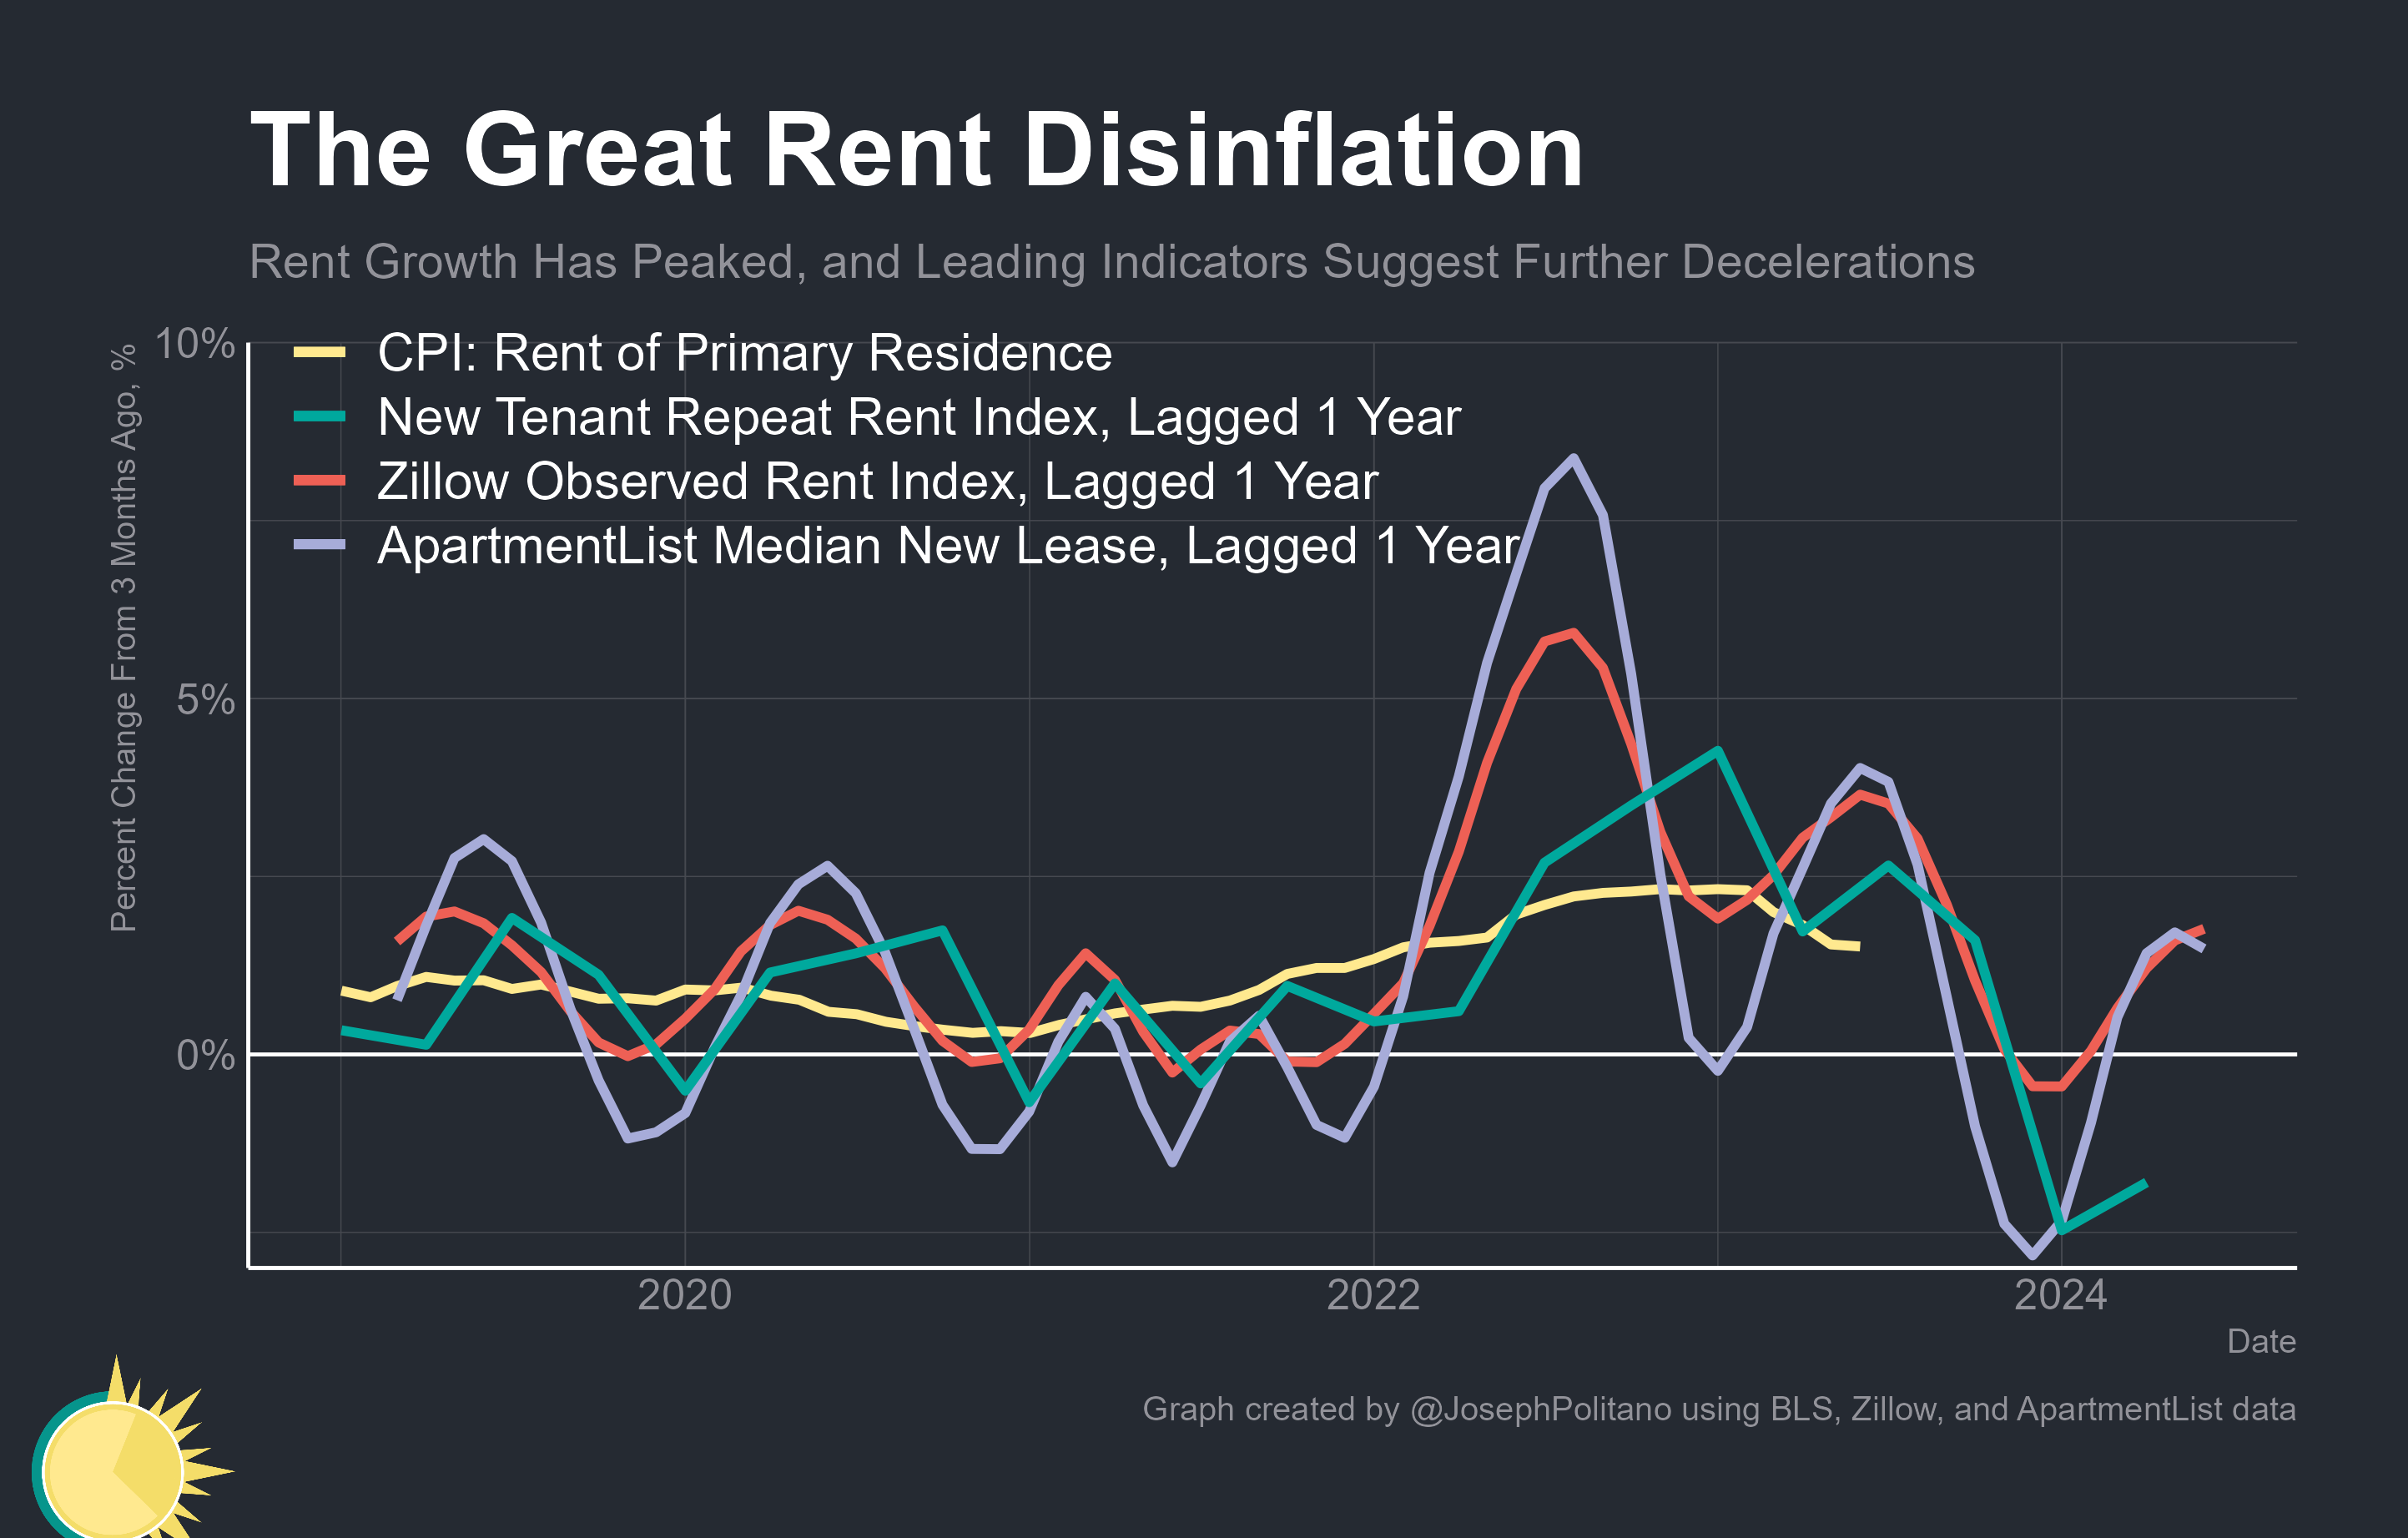 The Great Rent Disinflation
Rent Growth Has Peaked, and Leading Indicators Suggest Further Decelerations
Percent Change From 3 Months Ago, %
10%
5%
0%
CPI: Rent of Primary Residence
New Tenant Repeat Rent Index, Lagged 1 Year
Zillow Observed Rent Index, Lagged 1 Year
ApartmentList Median New Lease, Lagged 1 Year
2020
2022
2024
Date
Graph created by @JosephPolitano using BLS, Zillow, and ApartmentList data